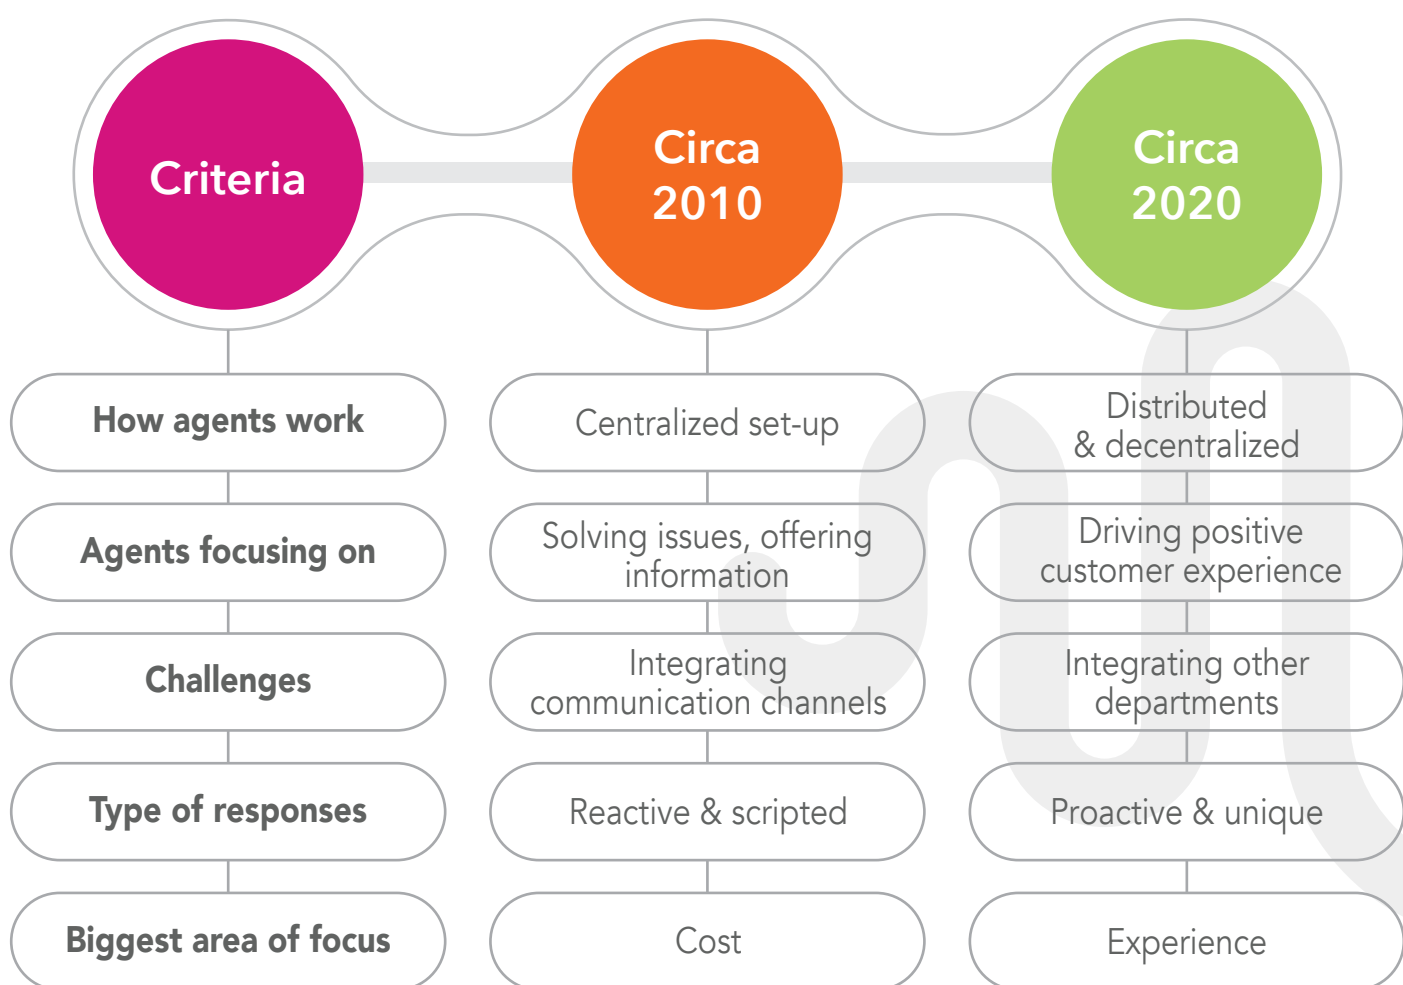 Criteria
Circa
2010
Circa
2020
How agents work
Centralized set-up
Distributed
& decentralized
Agents focusing on
Solving issues, offering
information
Driving positive
customer experience
Challenges
Integrating
communication channels
Integrating other
departments
Type of responses
Reactive & scripted
Proactive & unique
Biggest area of focus
Cost
Experience